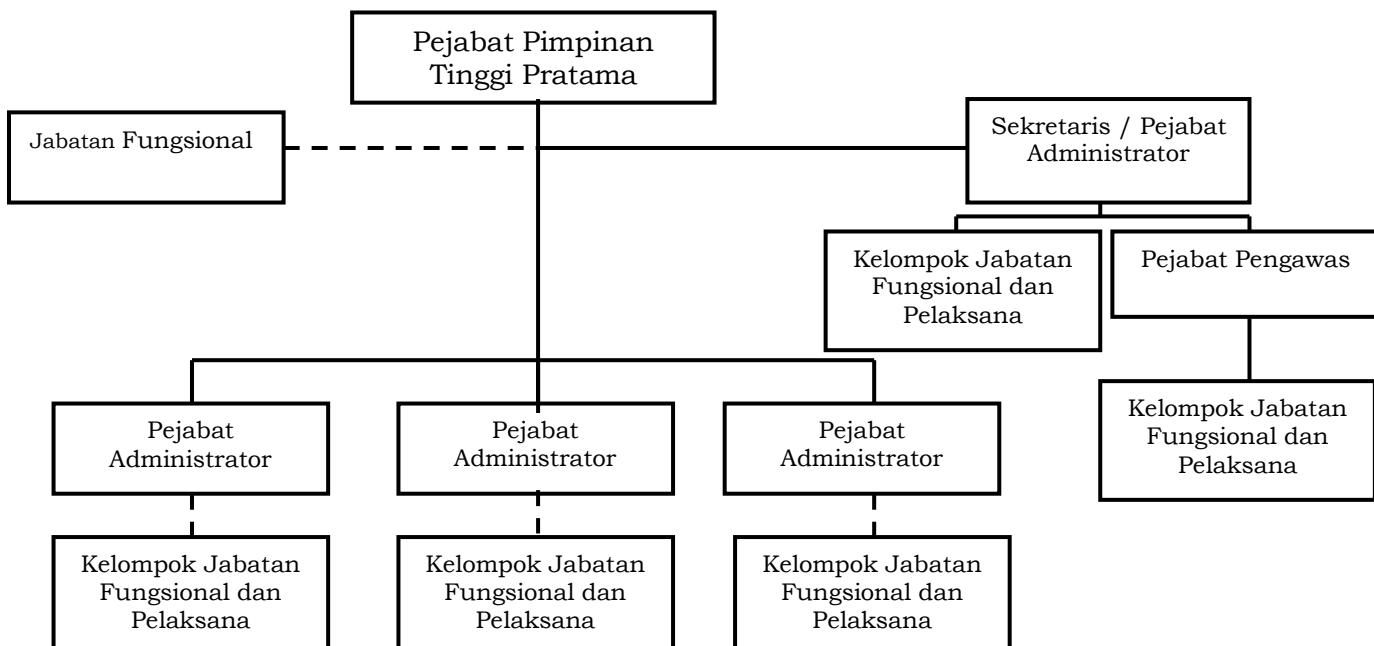 Pejabat Pimpinan
Tinggi Pratama
Jabatan Fungsional
Sekretaris / Pejabat
Administrator
Kelompok Jabatan
Fungsional dan
Pelaksana
Pejabat Pengawas
Kelompok Jabatan
Fungsional dan
Pelaksana
Pejabat
Administrator
Pejabat
Administrator
Pejabat
Administrator
Kelompok Jabatan
Fungsional dan
Pelaksana
Kelompok Jabatan
Fungsional dan
Pelaksana
Kelompok Jabatan
Fungsional dan
Pelaksana